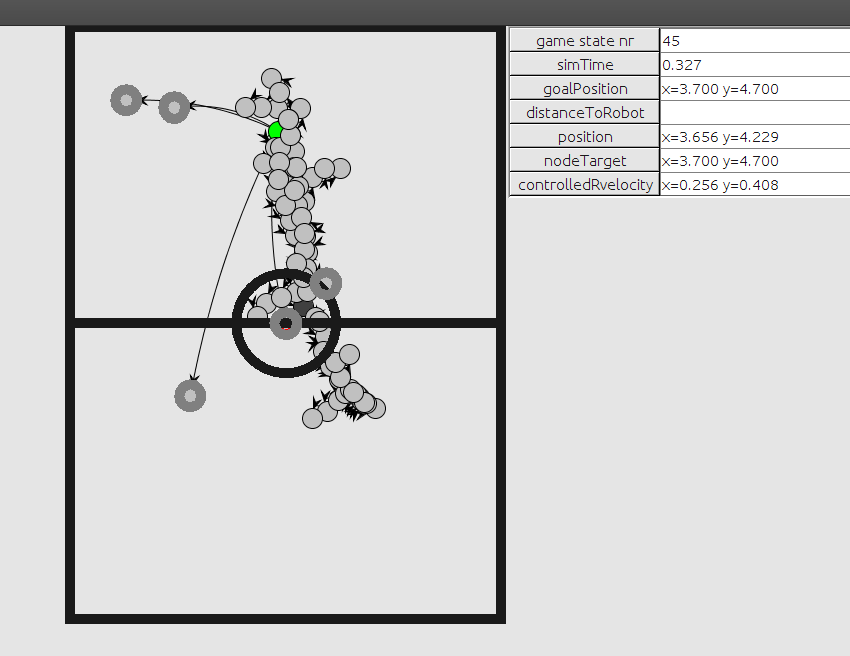 game state nr 45
simTime 0.327
goalPosition x=3.700 y=4.700
distanceToRobot
position x=3.656 y=4.229
nodeTarget x=3.700 y=4.700
controlledRvelocity x=0.256 y=0.408